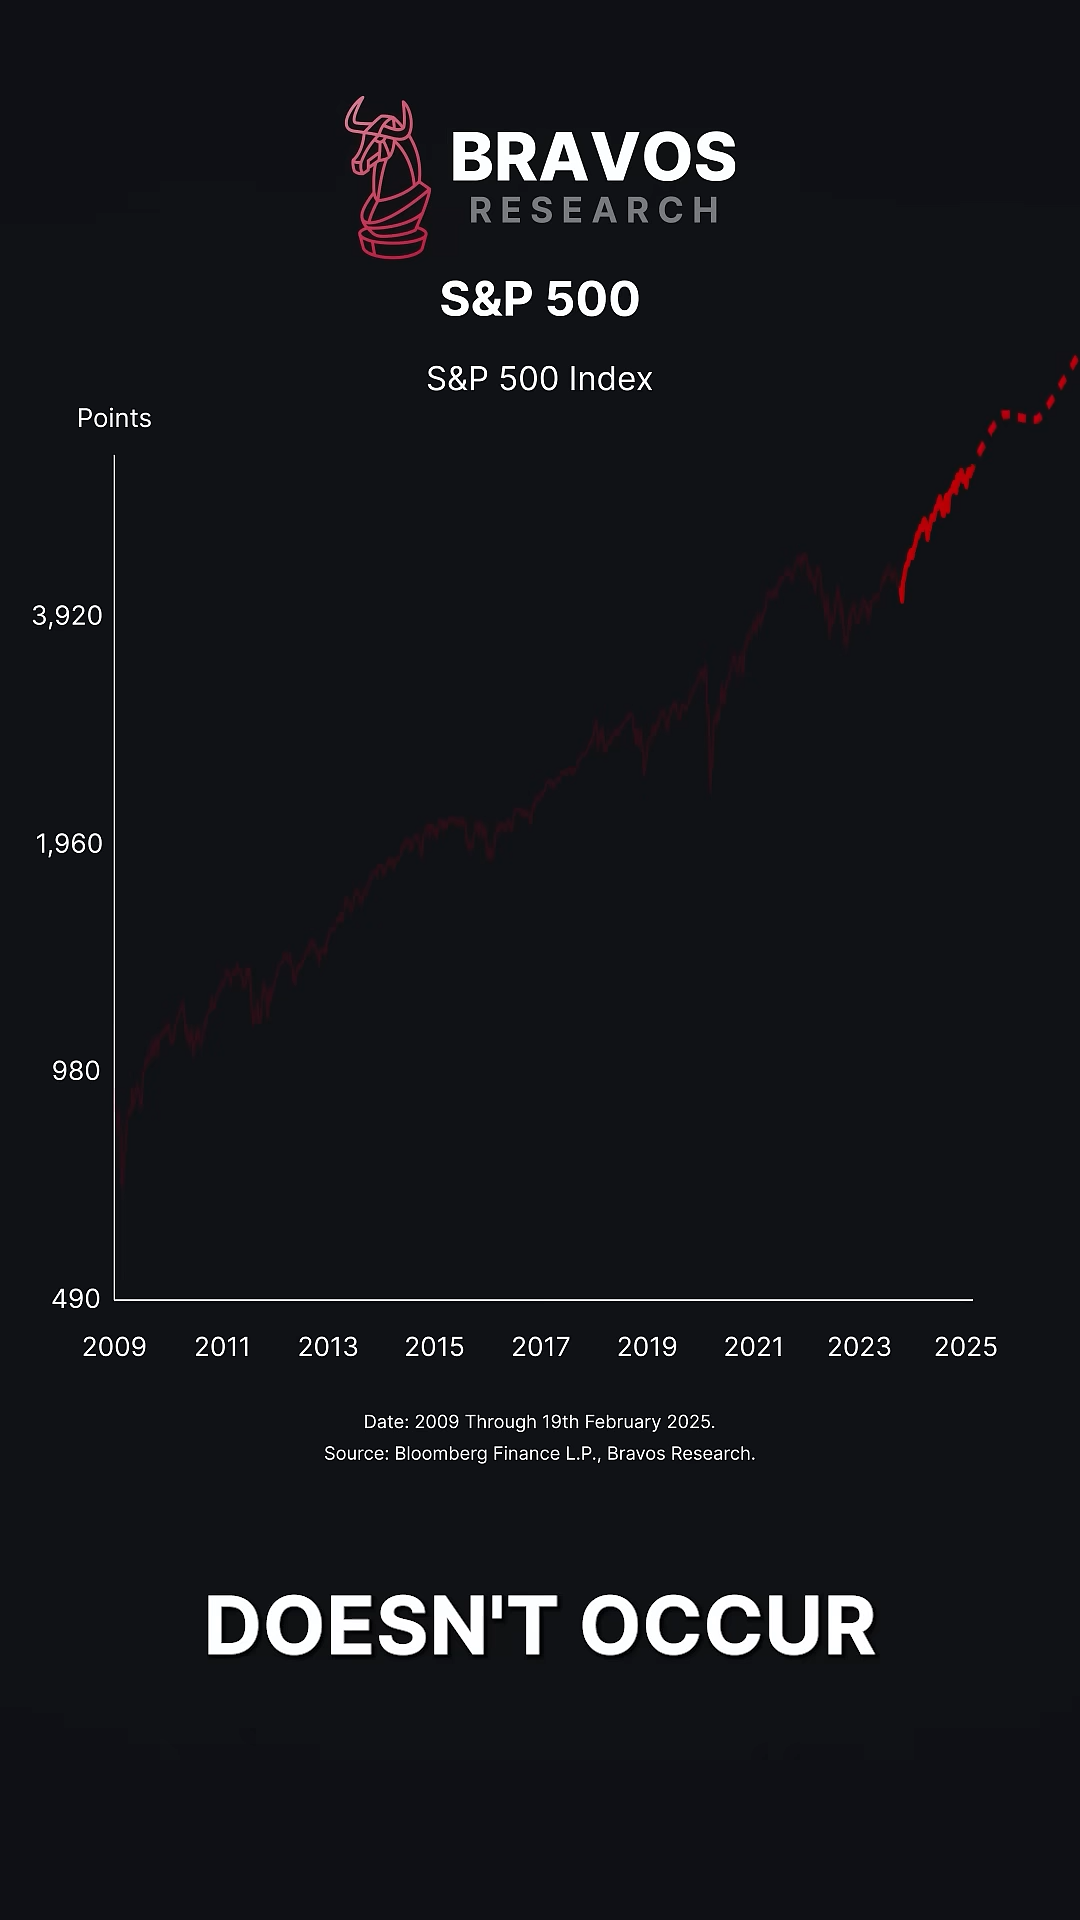 BRAVOS
RESEARCH
S&P 500
S&P 500 Index
Points
3,920
1,960
980
490
2009 2011 2013 2015 2017 2019 2021 2023 2025
Date: 2009 Through 19th February 2025.
Source: Bloomberg Finance L.P., Bravos Research.
DOESN'T OCCUR